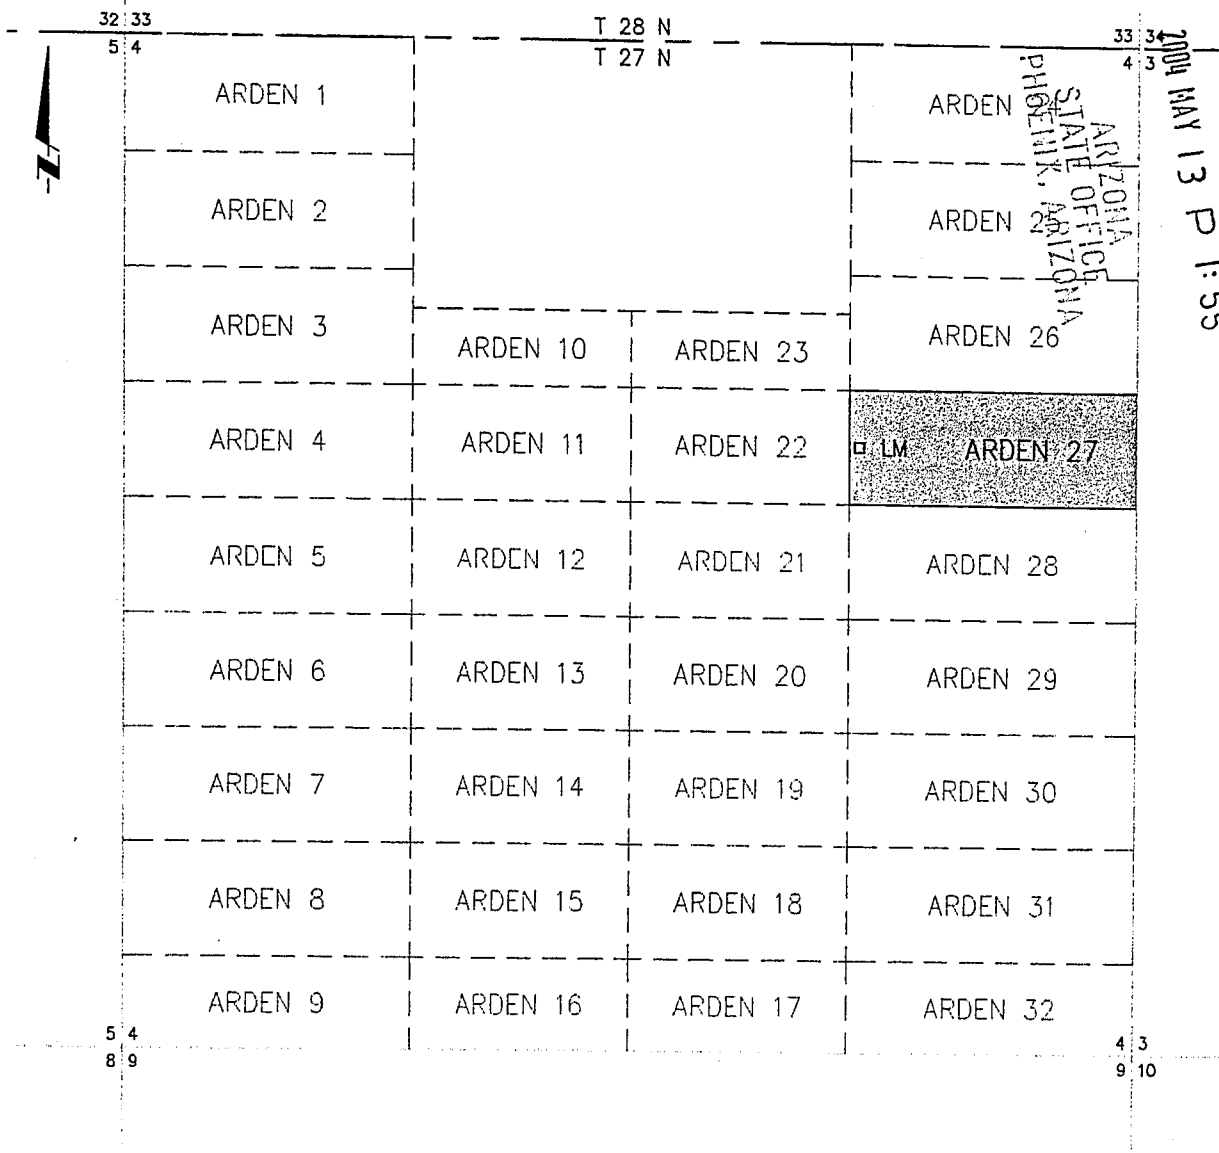 32 33
T 28 N
33 34
5 4
T 27 N
4 3
2004 MAY 13 P 1:55
ARIZONA
STATE OFFICE
PHOENIX, ARIZONA
N
ARDEN 1
ARDEN 24
ARDEN 2
ARDEN 25
ARDEN 3
ARDEN 10
ARDEN 23
ARDEN 26
ARDEN 4
ARDEN 11
ARDEN 22
LM ARDEN 27
ARDEN 5
ARDEN 12
ARDEN 21
ARDEN 28
ARDEN 6
ARDEN 13
ARDEN 20
ARDEN 29
ARDEN 7
ARDEN 14
ARDEN 19
ARDEN 30
ARDEN 8
ARDEN 15
ARDEN 18
ARDEN 31
ARDEN 9
ARDEN 16
ARDEN 17
ARDEN 32
5 4
4 3
8 9
9 10